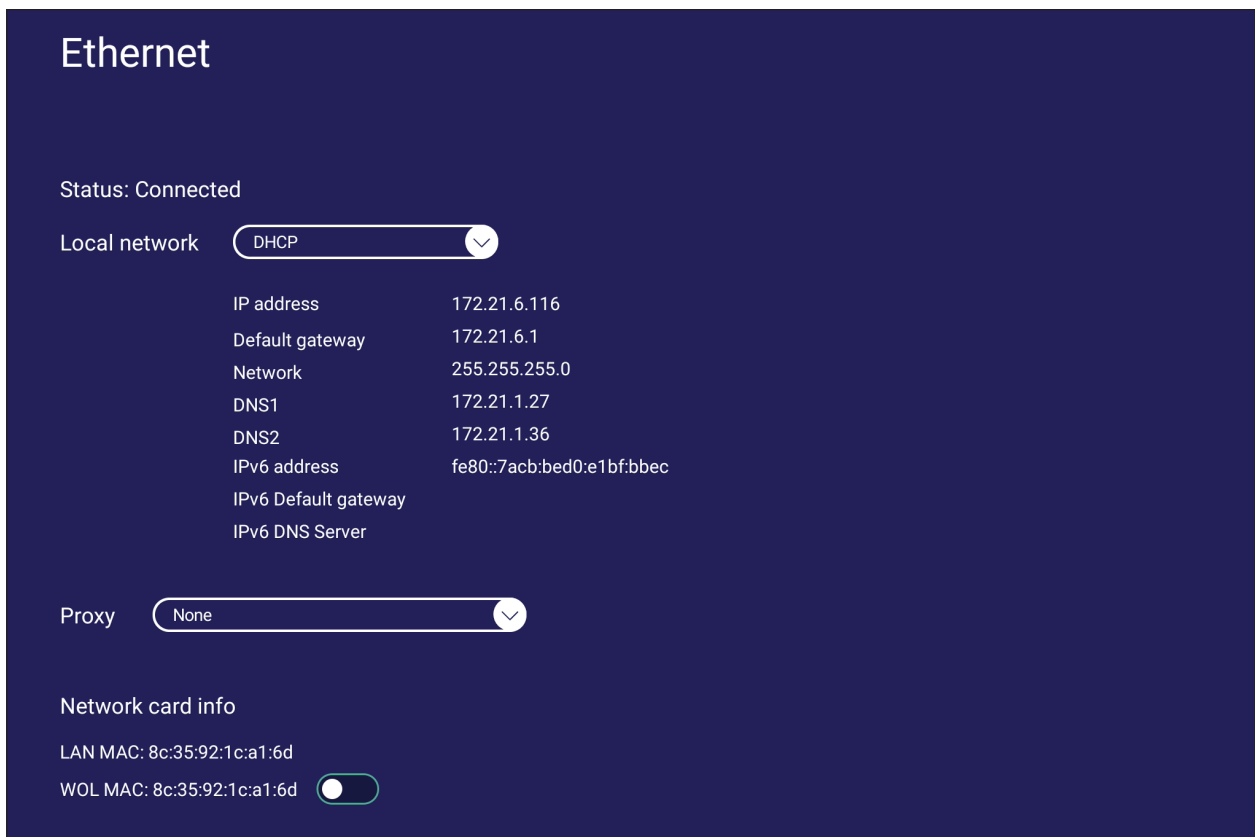 Ethernet
Status: Connected
Local network DHCP
IP address 172.21.6.116
Default gateway 172.21.6.1
Network 255.255.255.0
DNS1 172.21.1.27
DNS2 172.21.1.36
IPv6 address fe80::7acb:bed0:e1bf:bbec
IPv6 Default gateway
IPv6 DNS Server
Proxy None
Network card info
LAN MAC: 8c:35:92:1c:a1:6d
WOL MAC: 8c:35:92:1c:a1:6d